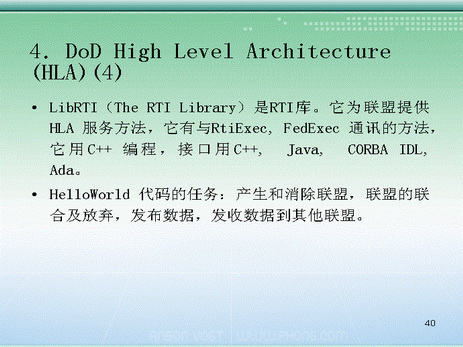 4. DoD High Level Architecture
(HLA)(4)
• LibRTI（The RTI Library）是RTI库。它为联盟提供
HLA 服务方法，它有与RtiExec, FedExec 通讯的方法，
它用C++ 编程，接口用C++, Java, CORBA IDL,
Ada。
• HelloWorld 代码的任务：产生和消除联盟，联盟的联
合及放弃，发布数据，发收数据到其他联盟。
40